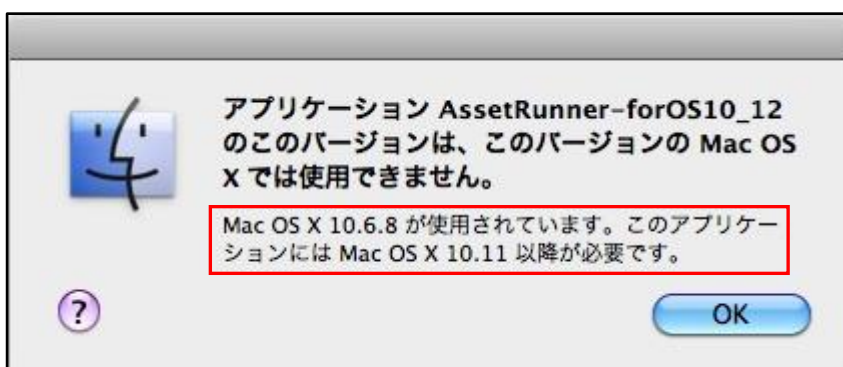 アプリケーション AssetRunner-forOS10_12
のこのバージョンは、このバージョンの Mac OS
X では使用できません。
Mac OS X 10.6.8 が使用されています。このアプリケー
ションには Mac OS X 10.11 以降が必要です。
?
OK